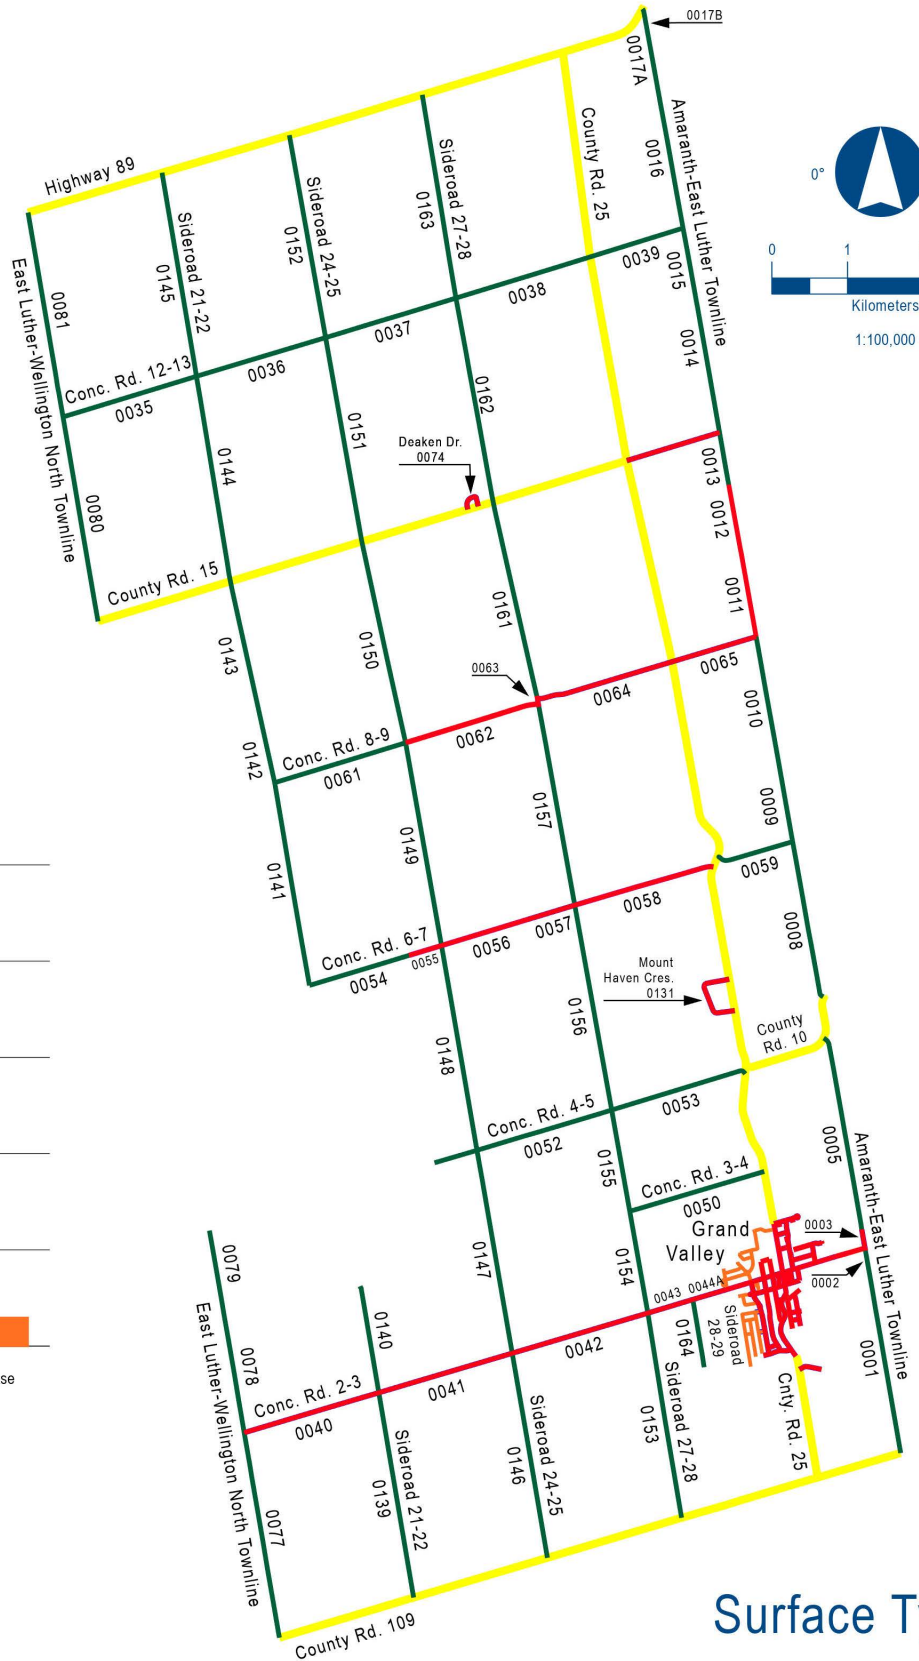 0017B
0017A
Amaranth-East Luther Townline
0016
County Rd. 25
Sideroad 27-28
0163
Highway 89
Sideroad 24-25
0152
Sideroad 21-22
0145
East Luther-Wellington North Townline
0081
0°
0 1
Kilometers
1:100,000
0039
0015
0038
0037
0036
Conc. Rd. 12-13
0035
0014
0162
0151
0144
0080
Deaken Dr.
0074
0013
0012
0011
County Rd. 15
0161
0150
0143
0063
0065
0064
0062
Conc. Rd. 8-9
0061
0142
0010
0009
0157
0149
0141
0059
0058
0057
0056
0055
Conc. Rd. 6-7
0054
0008
Mount
Haven Cres.
0131
0156
0148
County
Rd. 10
0053
Conc. Rd. 4-5
0052
0005
Amaranth-East Luther Townline
0155
Conc. Rd. 3-4
0050
Grand
Valley
0003
0002
0079
0147
0154
0043
0044A
Sideroad
28-29
0164
0001
East Luther-Wellington North Townline
0078
0140
0042
0041
Conc. Rd. 2-3
0040
Sideroad 27-28
0153
Cnty. Rd. 25
Sideroad 24-25
0146
Sideroad 21-22
0139
0077
County Rd. 109
se
Surface T